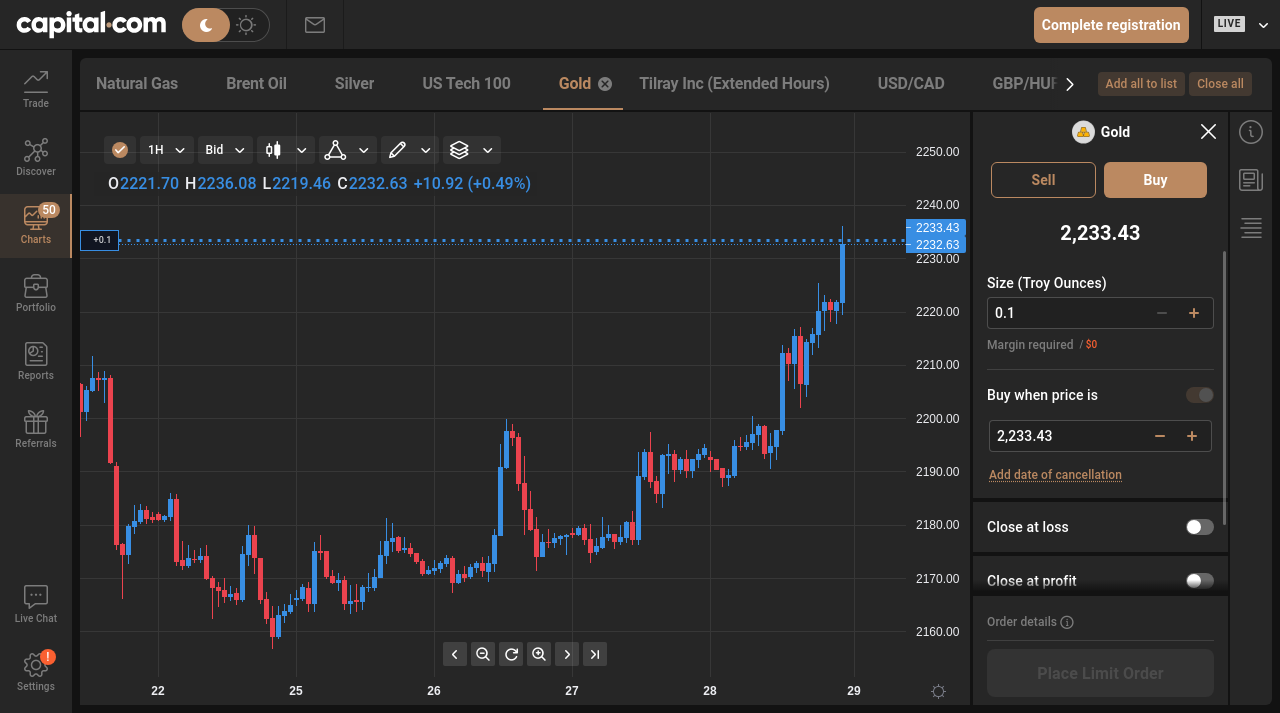 capital.com
Complete registration
LIVE
Trade
Discover
50
Charts
Portfolio
Reports
Referrals
Live Chat
!
Settings
Natural Gas
Brent Oil
Silver
US Tech 100
Gold
Tilray Inc (Extended Hours)
USD/CAD
GBP/HUF
Add all to list
Close all
1H
Bid
O2221.70 H2236.08 L2219.46 C2232.63 +10.92 (+0.49%)
+0.1
2250.00
2240.00
2233.43
2232.63
2230.00
2220.00
2210.00
2200.00
2190.00
2180.00
2170.00
2160.00
22
25
26
27
28
29
Gold
Sell
Buy
2,233.43
Size (Troy Ounces)
0.1
Margin required / $0
Buy when price is
2,233.43
Add date of cancellation
Close at loss
Close at profit
Order details
Place Limit Order